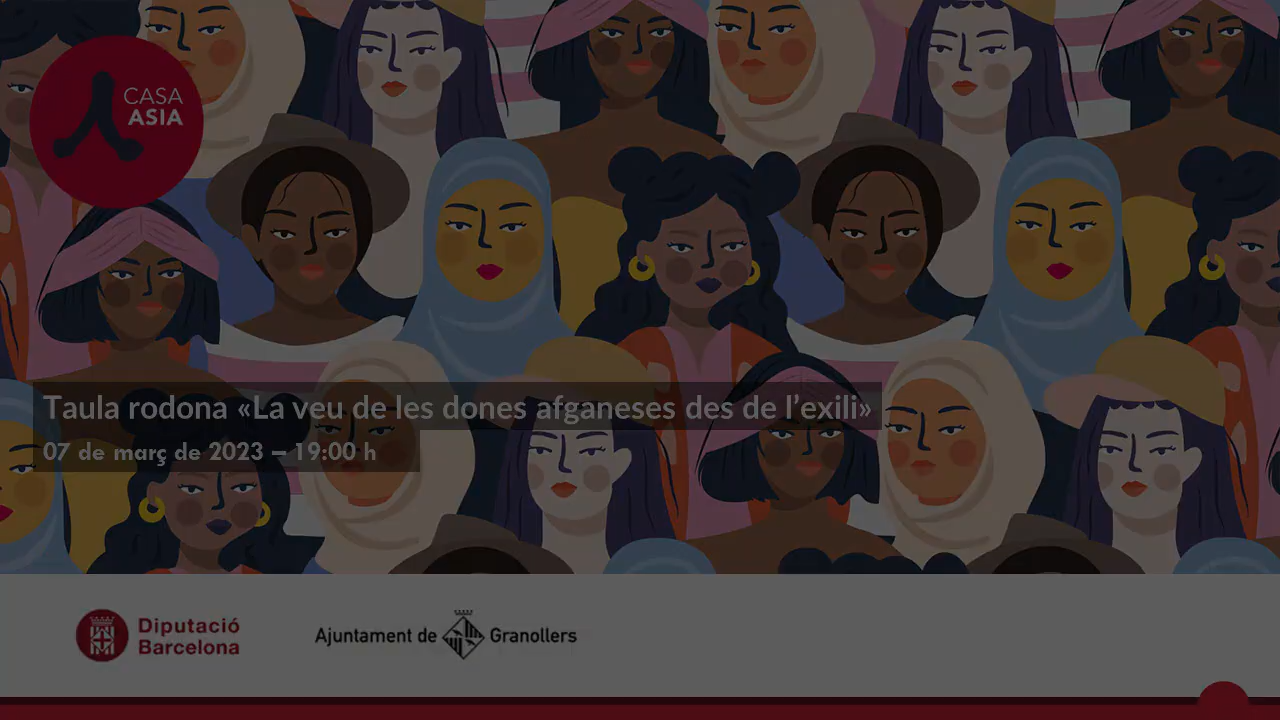 CASA
ASIA
Taula rodona «La veu de les dones afganeses des de l’exili»
07 de març de 2023 – 19:00 h
Diputació
Barcelona
Ajuntament de Granollers